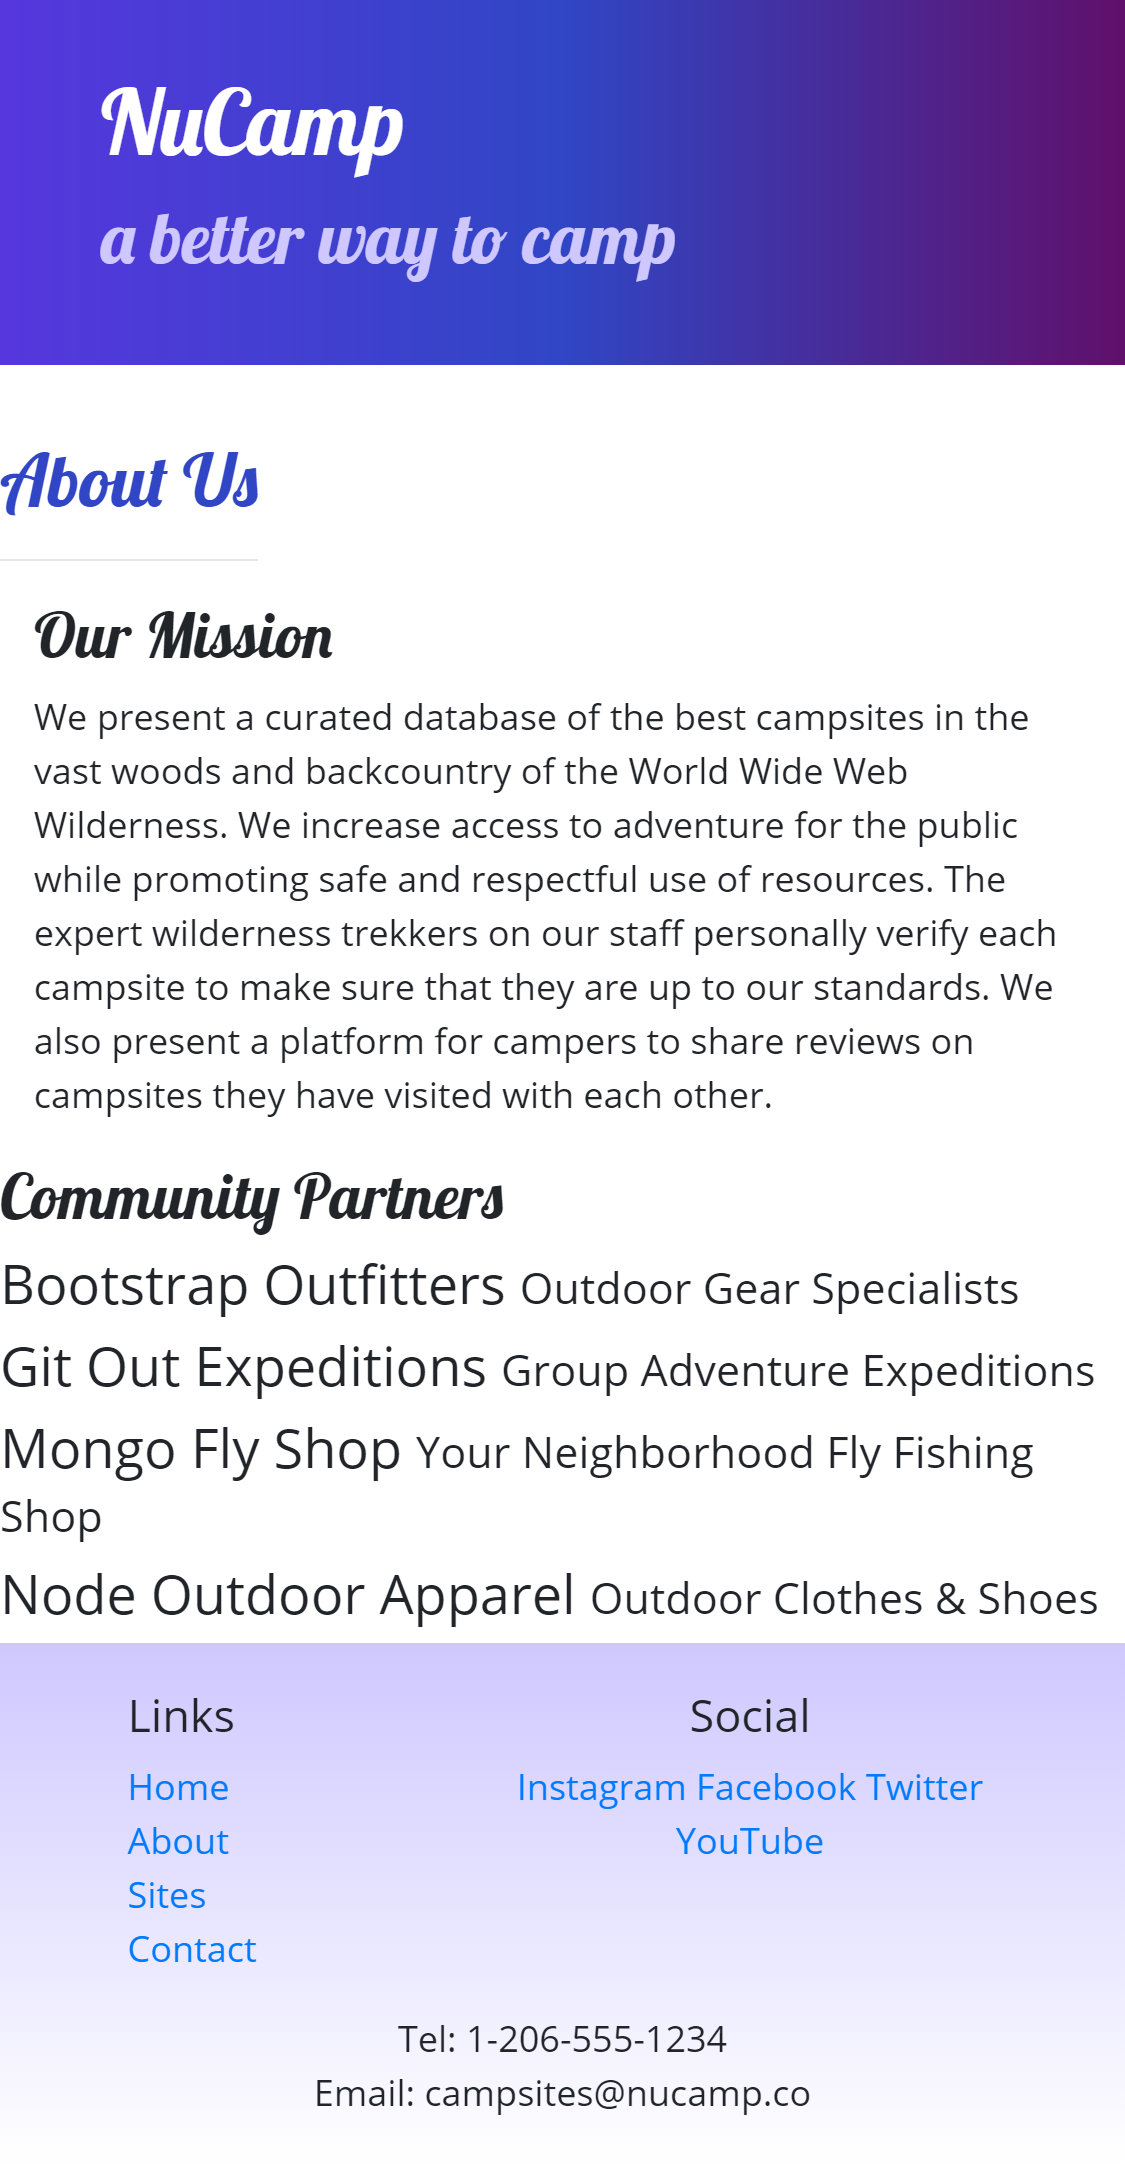 NuCamp
a better way to camp
About Us
Our Mission
We present a curated database of the best campsites in the
vast woods and backcountry of the World Wide Web
Wilderness. We increase access to adventure for the public
while promoting safe and respectful use of resources. The
expert wilderness trekkers on our staff personally verify each
campsite to make sure that they are up to our standards. We
also present a platform for campers to share reviews on
campsites they have visited with each other.
Community Partners
Bootstrap Outfitters Outdoor Gear Specialists
Git Out Expeditions Group Adventure Expeditions
Mongo Fly Shop Your Neighborhood Fly Fishing
Shop
Node Outdoor Apparel Outdoor Clothes & Shoes
Links
Home
About
Sites
Contact
Social
Instagram Facebook Twitter
YouTube
Tel: 1-206-555-1234
Email: campsites@nucamp.co